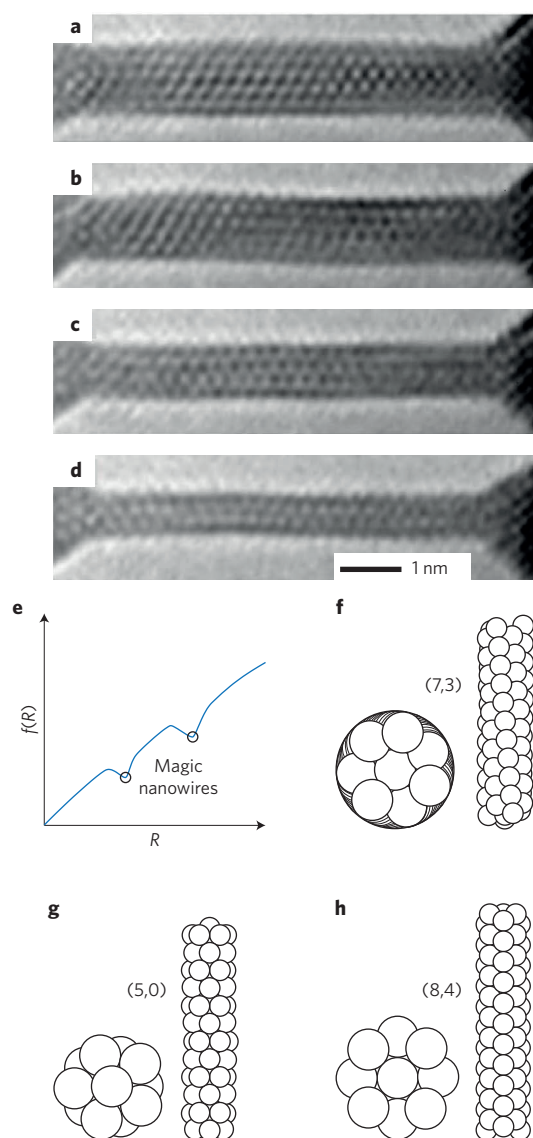 a
b
c
d
1 nm
e
f(R)
Magic
nanowires
R
f
(7,3)
g
(5,0)
h
(8,4)